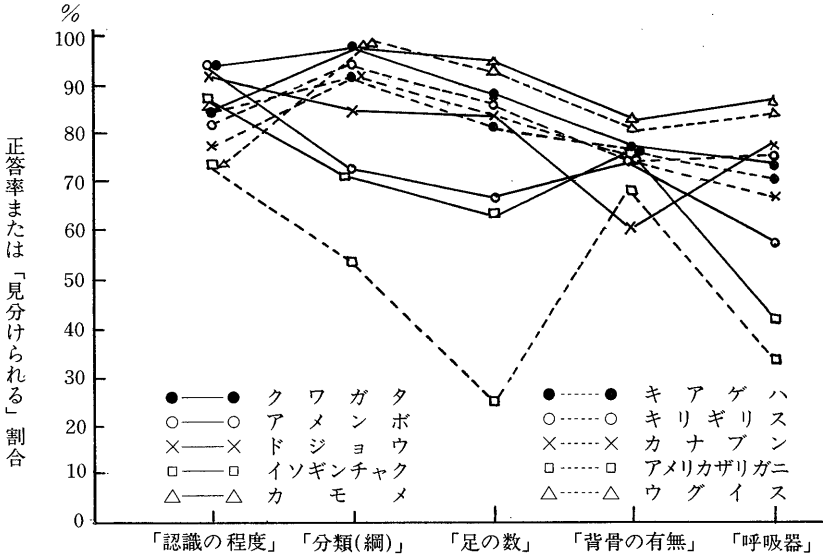 %
100
90
80
70
60
50
40
30
20
10
0
正答率または「見分けられる」割合
クワガタ
アメンボ
ドジョウ
イソギンチャク
カモメ
キアゲハ
キリギリス
カナブン
アメリカザリガニ
ウグイス
「認識の程度」 「分類(綱)」 「足の数」 「背骨の有無」 「呼吸器」